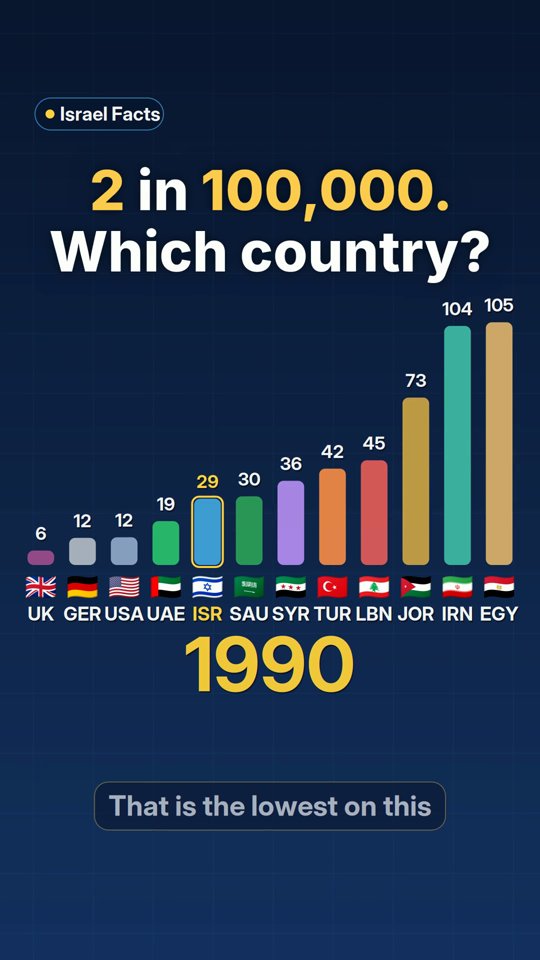 Israel Facts
2 in 100,000.
Which country?
6 12 12 19 29 30 36 42 45 73 104 105
UK GER USA UAE ISR SAU SYR TUR LBN JOR IRN EGY
1990
That is the lowest on this